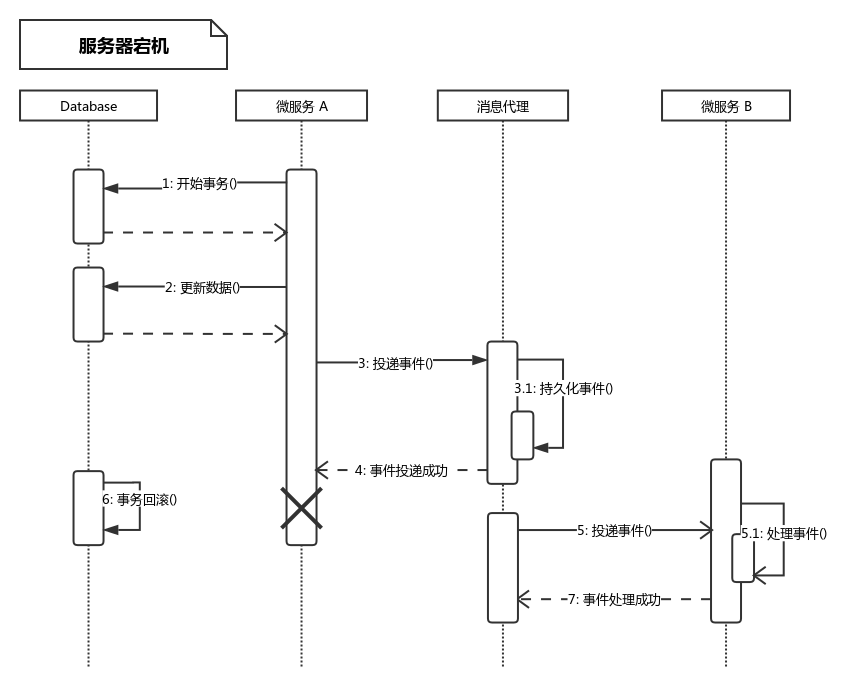 服务器宕机
Database
微服务 A
消息代理
微服务 B
1: 开始事务()
2: 更新数据()
3: 投递事件()
3.1: 持久化事件()
4: 事件投递成功
6: 事务回滚()
5: 投递事件()
5.1: 处理事件()
7: 事件处理成功